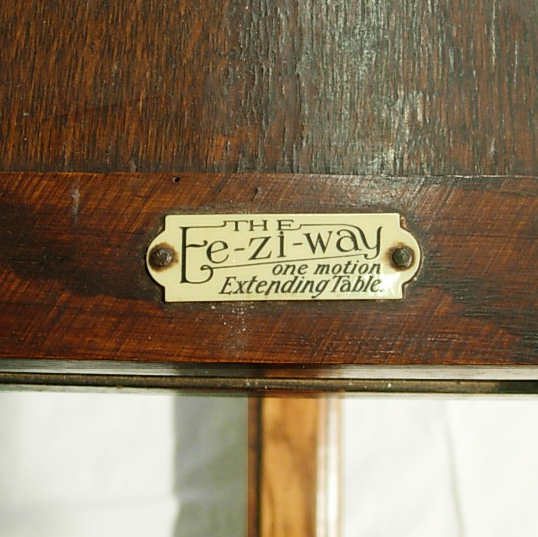 THE
Ee-zi-way
one motion
Extending Table